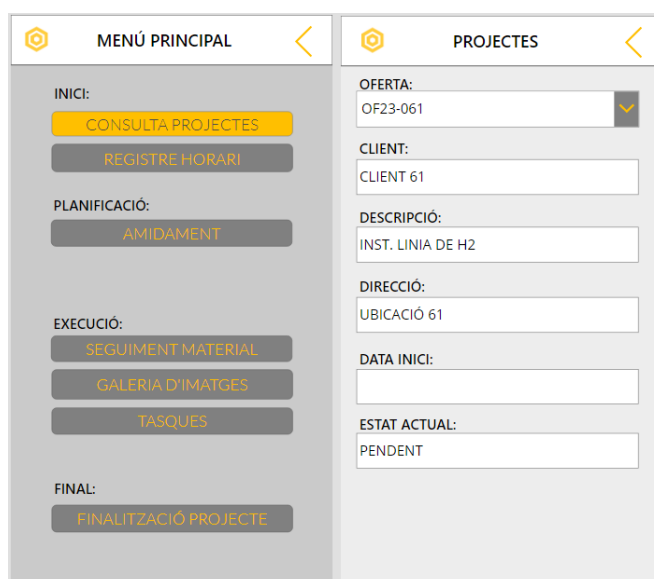 MENÚ PRINCIPAL
INICI:
CONSULTA PROJECTES
REGISTRE HORARI
PLANIFICACIÓ:
AMIDAMENT
EXECUCIÓ:
SEGUIMENT MATERIAL
GALERIA D'IMATGES
TASQUES
FINAL:
FINALITZACIÓ PROJECTE
PROJECTES
OFERTA:
OF23-061
CLIENT:
CLIENT 61
DESCRIPCIÓ:
INST. LINIA DE H2
DIRECCIÓ:
UBICACIÓ 61
DATA INICI:
ESTAT ACTUAL:
PENDENT